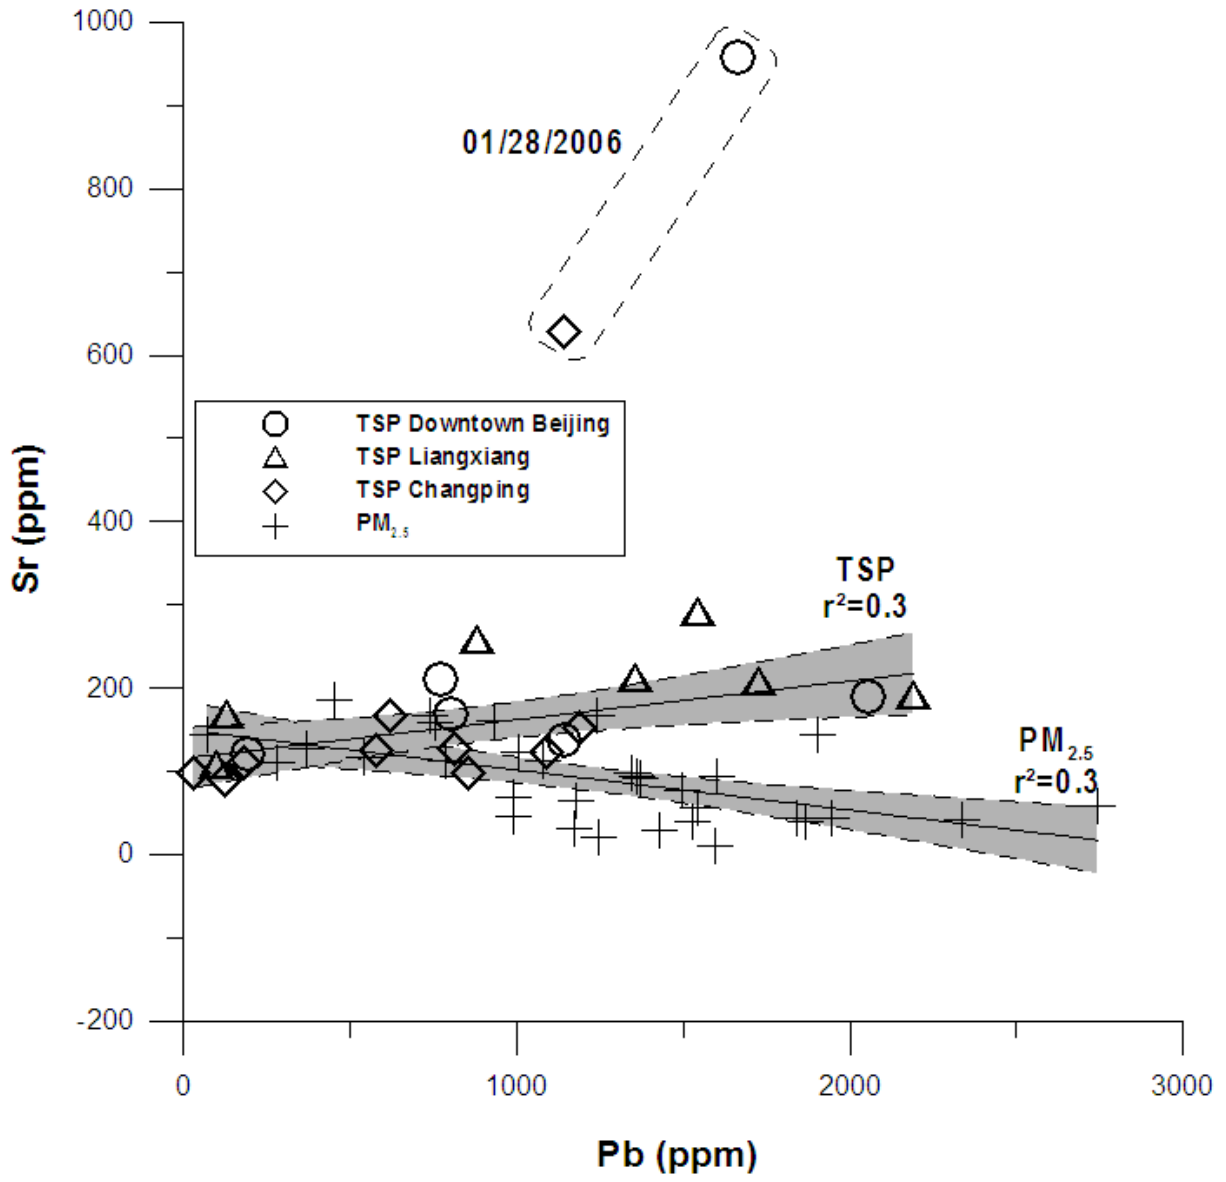 1000
800
600
400
200
0
-200
Sr (ppm)
01/28/2006
TSP Downtown Beijing
TSP Liangxiang
TSP Changping
PM2.5
TSP
r²=0.3
PM2.5
r²=0.3
0 1000 2000 3000
Pb (ppm)